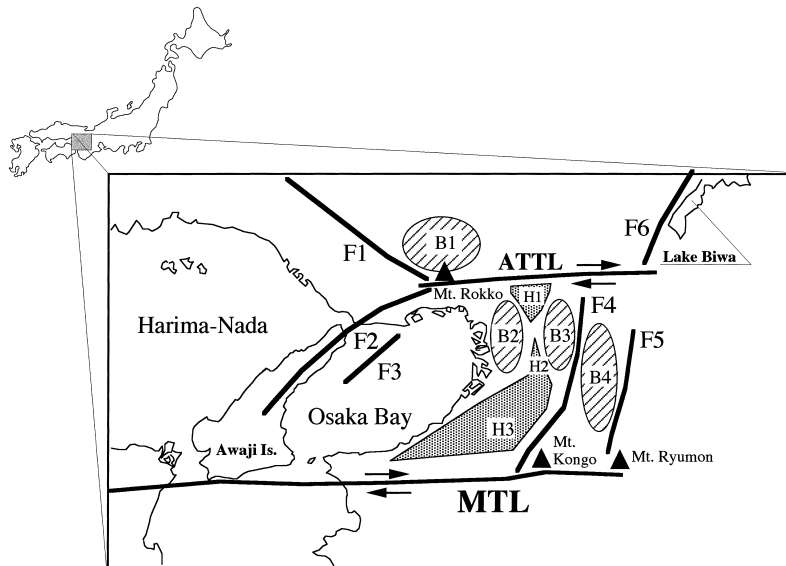 F6
B1
F1
ATTL
Lake Biwa
Mt. Rokko
H1
F4
Harima-Nada
F2
B2
B3
F5
F3
H2
B4
Osaka Bay
H3
Awaji Is.
Mt.
Kongo
Mt. Ryumon
MTL